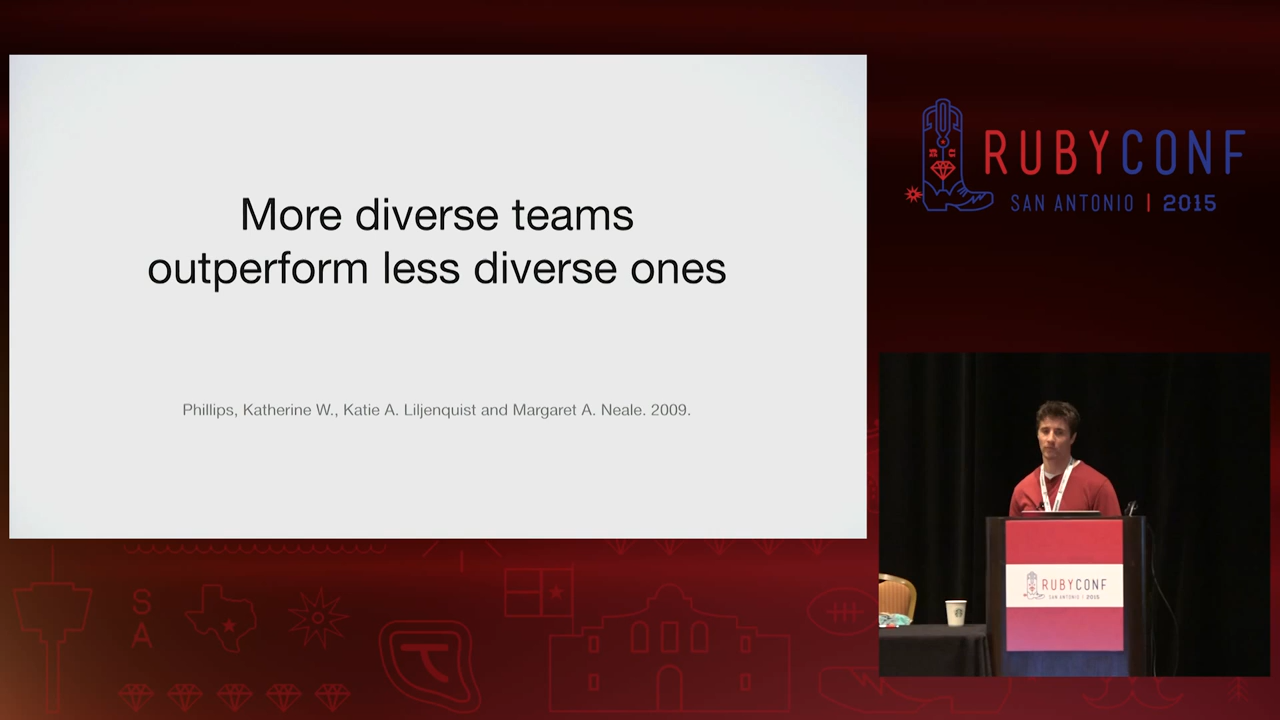 More diverse teams
outperform less diverse ones
Phillips, Katherine W., Katie A. Liljenquist and Margaret A. Neale. 2009.
RUBYCONF
SAN ANTONIO | 2015
RUBYCONF
SAN ANTONIO | 2015
S
A